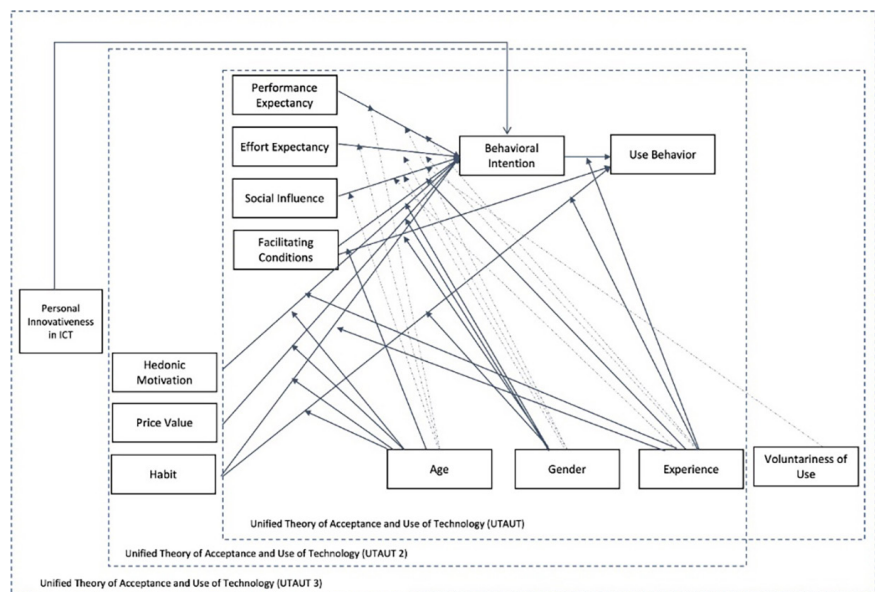 Performance
Expectancy
Effort Expectancy
Behavioral
Intention
Use Behavior
Social Influence
Facilitating
Conditions
Personal
Innovativeness
in ICT
Hedonic
Motivation
Price Value
Habit
Age
Gender
Experience
Voluntariness of
Use
Unified Theory of Acceptance and Use of Technology (UTAUT)
Unified Theory of Acceptance and Use of Technology (UTAUT 2)
Unified Theory of Acceptance and Use of Technology (UTAUT 3)